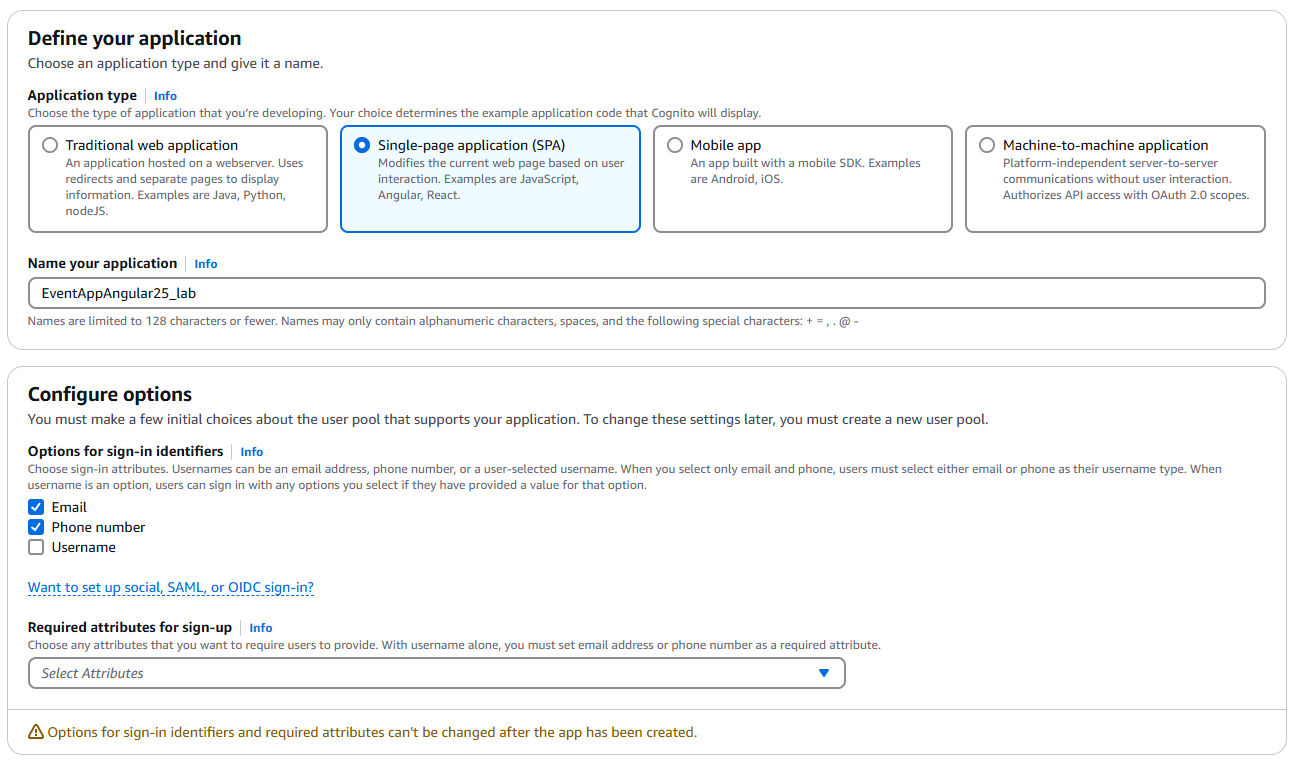 Define your application
Choose an application type and give it a name.
Application type Info
Choose the type of application that you're developing. Your choice determines the example application code that Cognito will display.
Traditional web application
An application hosted on a webserver. Uses
redirects and separate pages to display
information. Examples are Java, Python,
nodeJS.
Single-page application (SPA)
Modifies the current web page based on user
interaction. Examples are JavaScript,
Angular, React.
Mobile app
An app built with a mobile SDK. Examples
are Android, iOS.
Machine-to-machine application
Platform-independent server-to-server
communications without user interaction.
Authorizes API access with OAuth 2.0 scopes.
Name your application Info
EventAppAngular25_lab
Names are limited to 128 characters or fewer. Names may only contain alphanumeric characters, spaces, and the following special characters: + = , . @ -
Configure options
You must make a few initial choices about the user pool that supports your application. To change these settings later, you must create a new user pool.
Options for sign-in identifiers Info
Choose sign-in attributes. Usernames can be an email address, phone number, or a user-selected username. When you select only email and phone, users must select either email or phone as their username type. When
username is an option, users can sign in with any options you select if they have provided a value for that option.
Email
Phone number
Username
Want to set up social, SAML, or OIDC sign-in?
Required attributes for sign-up Info
Choose any attributes that you want to require users to provide. With username alone, you must set email address or phone number as a required attribute.
Select Attributes
Options for sign-in identifiers and required attributes can't be changed after the app has been created.